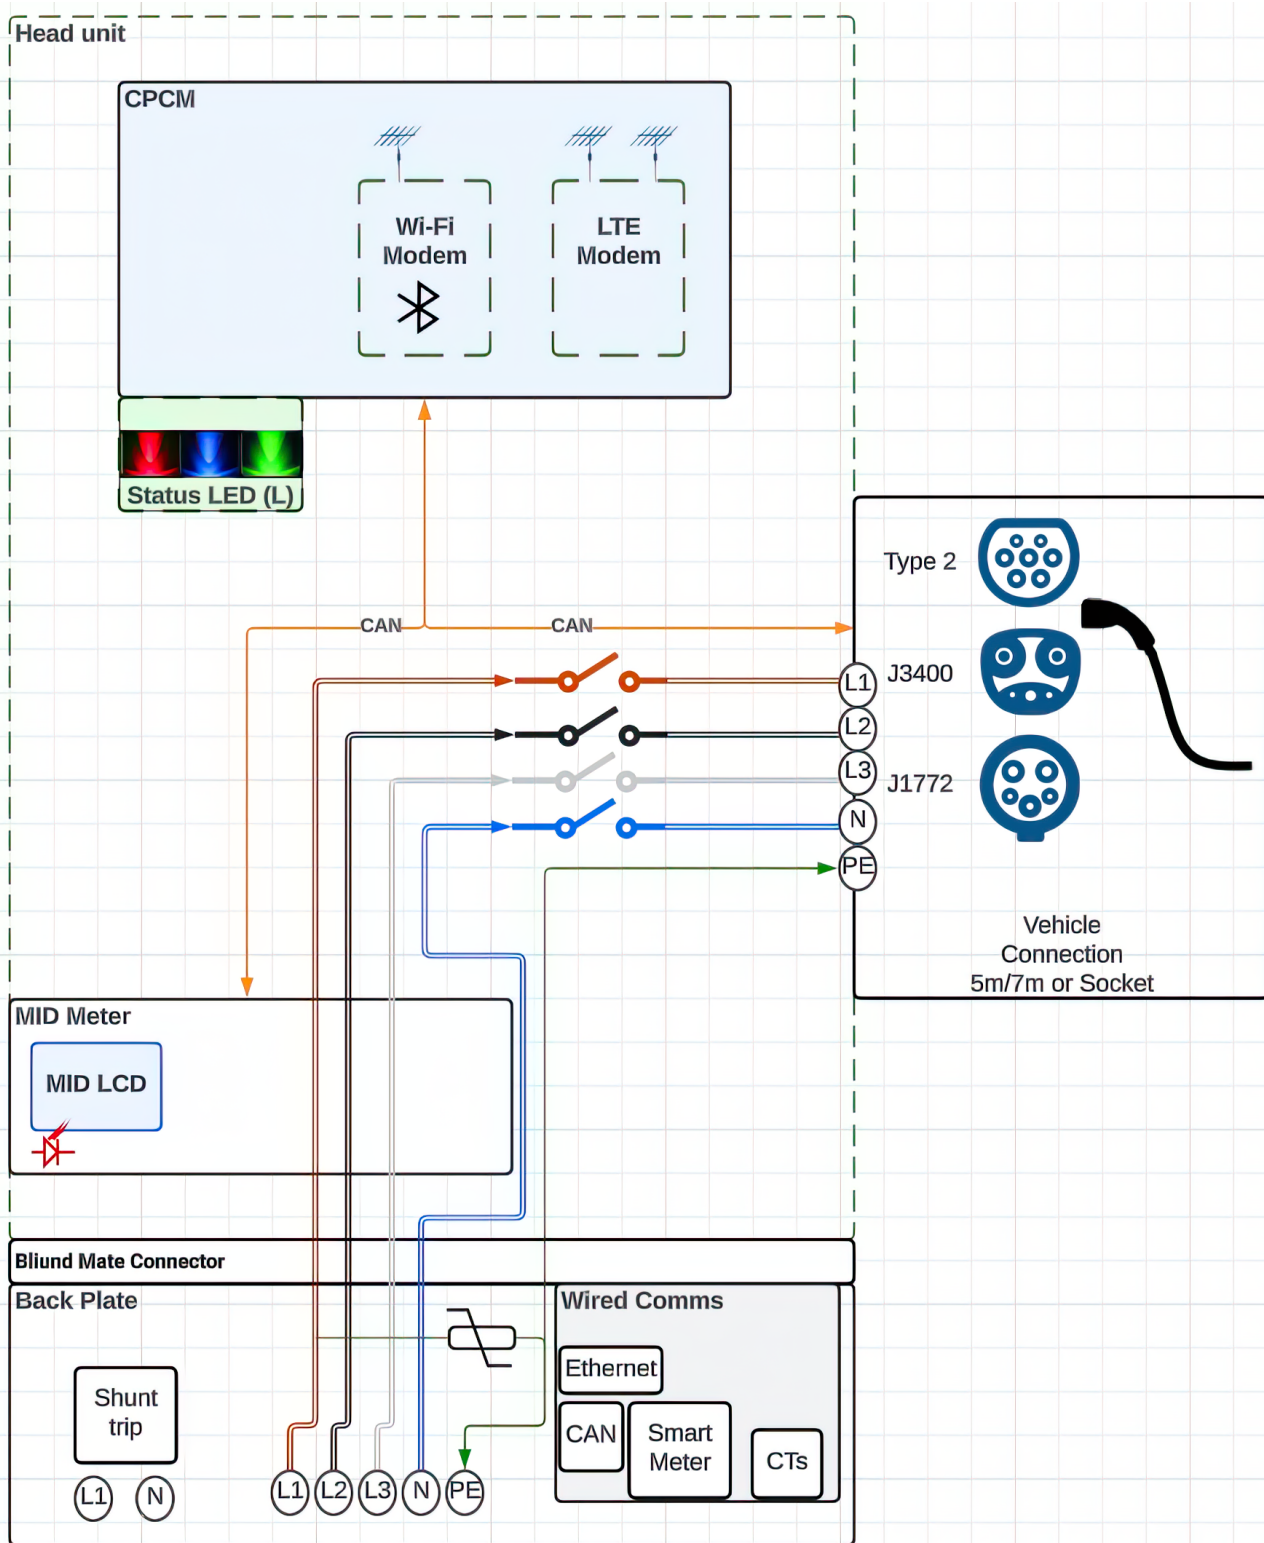 Head unit
CPCM
Wi-Fi
Modem
LTE
Modem
Status LED (L)
CAN
CAN
Type 2
J3400
J1772
L1
L2
L3
N
PE
Vehicle
Connection
5m/7m or Socket
MID Meter
MID LCD
Bliund Mate Connector
Back Plate
Shunt
trip
L1
N
L1
L2
L3
N
PE
Wired Comms
Ethernet
CAN
Smart
Meter
CTs